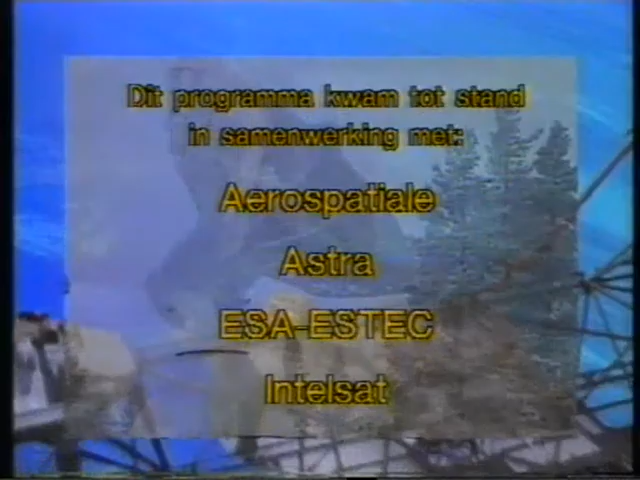 Dit programma kwam tot stand
in samenwerking met:
Aerospatiale
Astra
ESA-ESTEC
Intelsat